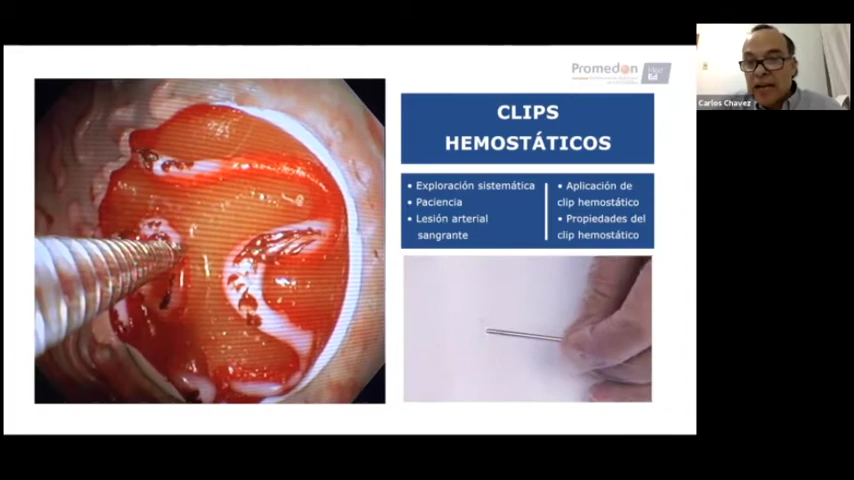 Promedon
Med
Ed
Carlos Chavez
CLIPS
HEMOSTÁTICOS
• Exploración sistemática
• Paciencia
• Lesión arterial
sangrante
• Aplicación de
clip hemostático
• Propiedades del
clip hemostático